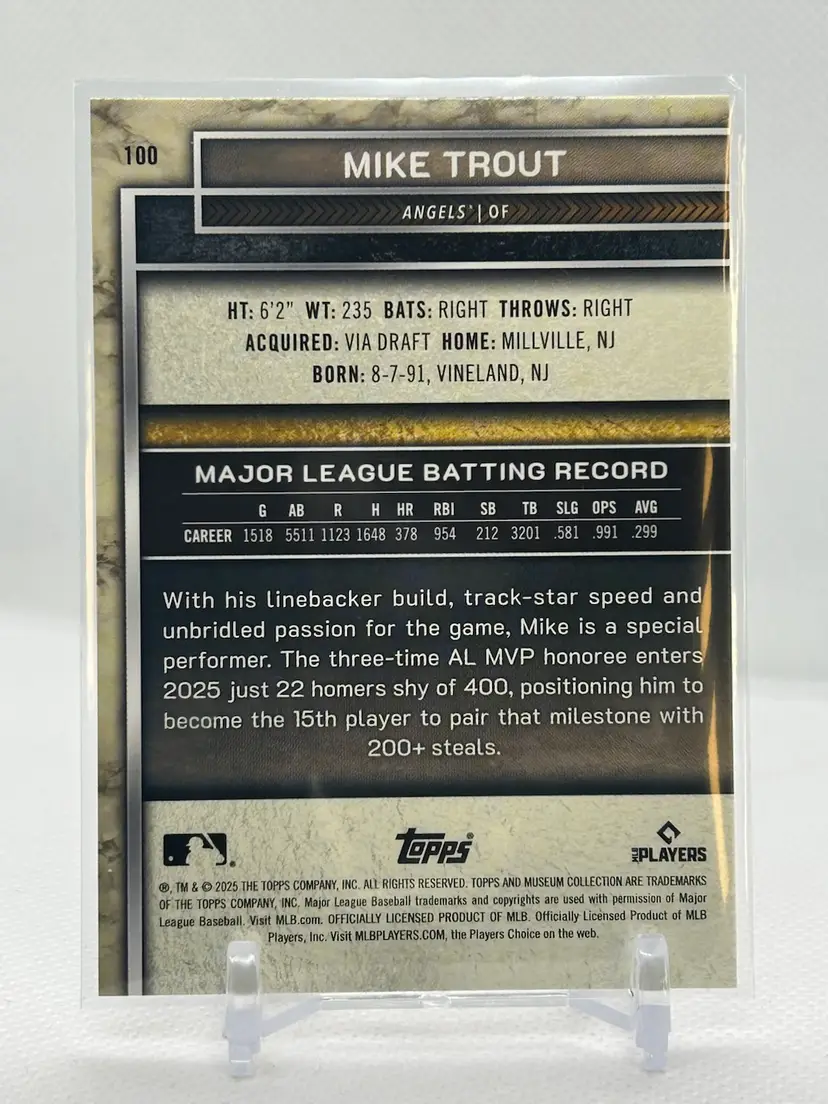 100
MIKE TROUT
ANGELS® | OF
HT: 6'2" WT: 235 BATS: RIGHT THROWS: RIGHT
ACQUIRED: VIA DRAFT HOME: MILLVILLE, NJ
BORN: 8-7-91, VINELAND, NJ
MAJOR LEAGUE BATTING RECORD
G AB R H HR RBI SB TB SLG OPS AVG
CAREER 1518 5511 1123 1648 378 954 212 3201 .581 .991 .299
With his linebacker build, track-star speed and
unbridled passion for the game, Mike is a special
performer. The three-time AL MVP honoree enters
2025 just 22 homers shy of 400, positioning him to
become the 15th player to pair that milestone with
200+ steals.
Topps®
MLB PLAYERS
®, TM & © 2025 THE TOPPS COMPANY, INC. ALL RIGHTS RESERVED. TOPPS AND MUSEUM COLLECTION ARE TRADEMARKS
OF THE TOPPS COMPANY, INC. Major League Baseball trademarks and copyrights are used with permission of Major
League Baseball. Visit MLB.com. OFFICIALLY LICENSED PRODUCT OF MLB. Officially Licensed Product of MLB
Players, Inc. Visit MLBPLAYERS.COM, the Players Choice on the web.